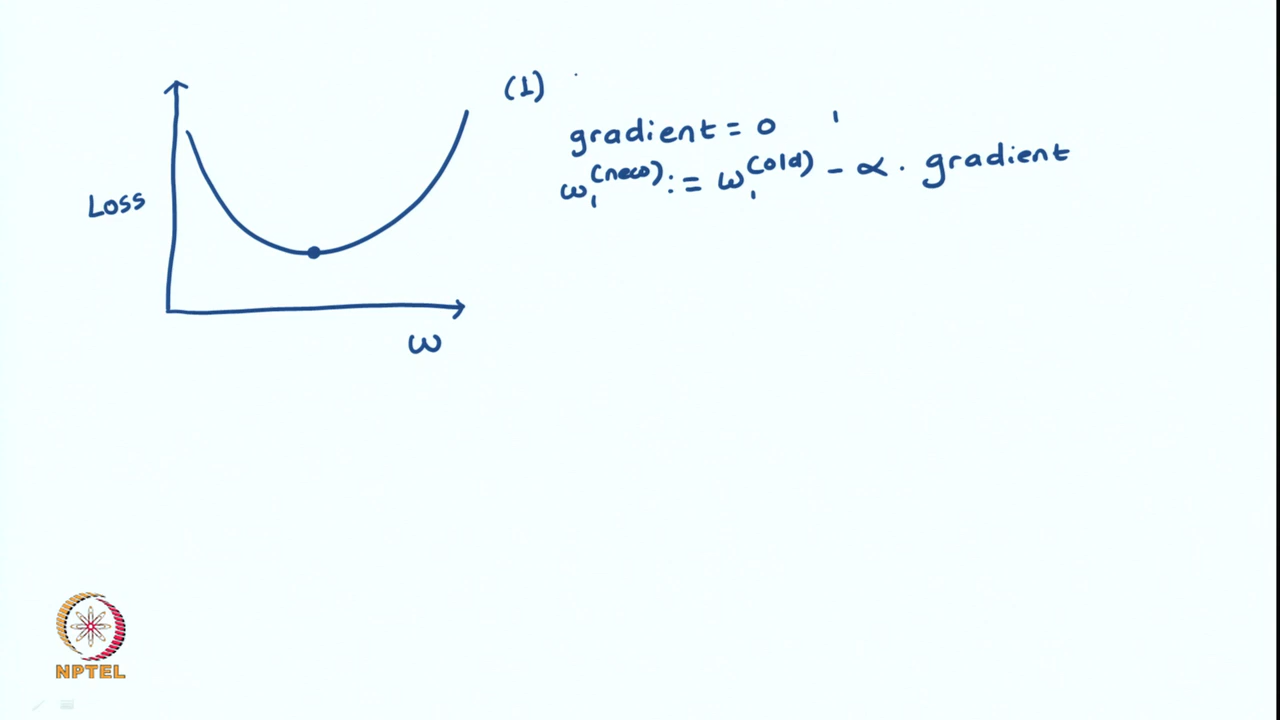 (1)
gradient = 0
ω₁^(new) := ω₁^(old) - α . gradient
Loss
ω
NPTEL